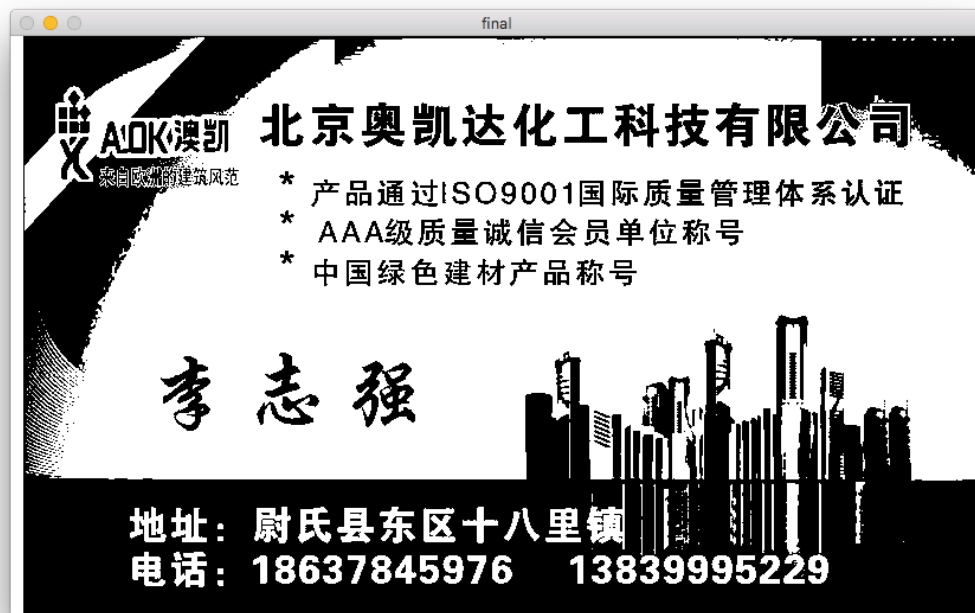 final
AOK·澳凯
来自欧洲的建筑风范
北京奥凯达化工科技有限公司
* 产品通过ISO9001国际质量管理体系认证
* AAA级质量诚信会员单位称号
* 中国绿色建材产品称号
李志强
地址：尉氏县东区十八里镇
电话：18637845976 13839995229